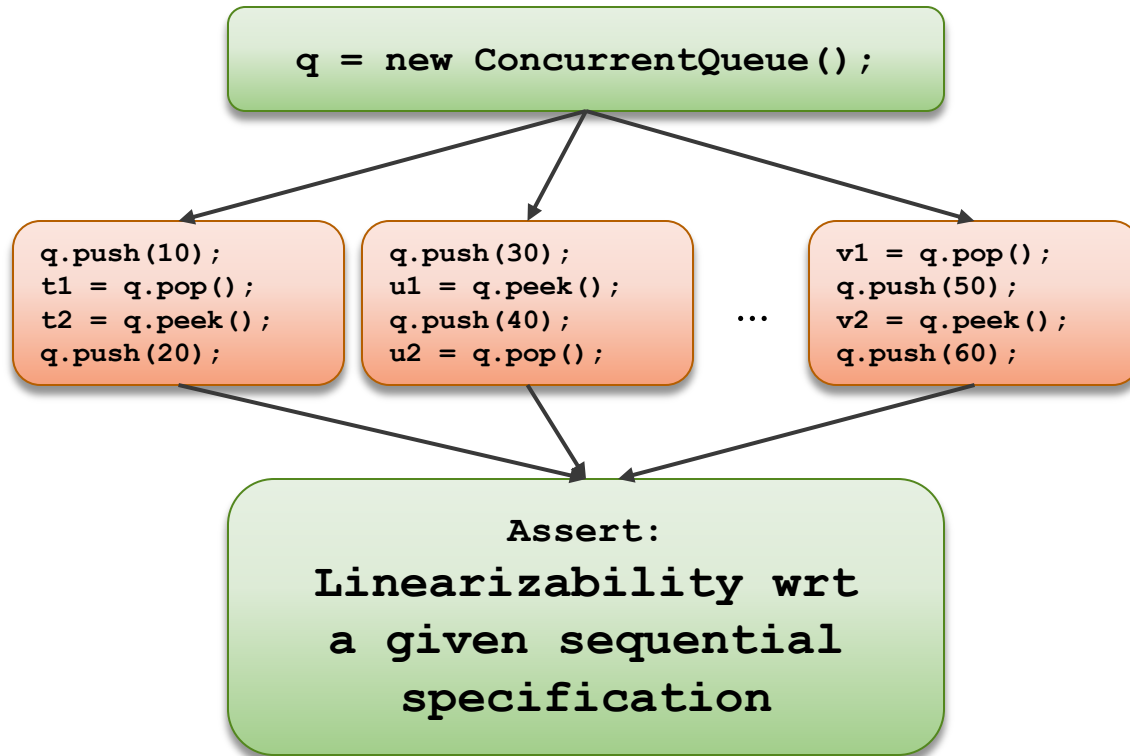 q = new ConcurrentQueue();
q.push(10);
t1 = q.pop();
t2 = q.peek();
q.push(20);
q.push(30);
u1 = q.peek();
q.push(40);
u2 = q.pop();
…
v1 = q.pop();
q.push(50);
v2 = q.peek();
q.push(60);
Assert:
Linearizability wrt
a given sequential
specification